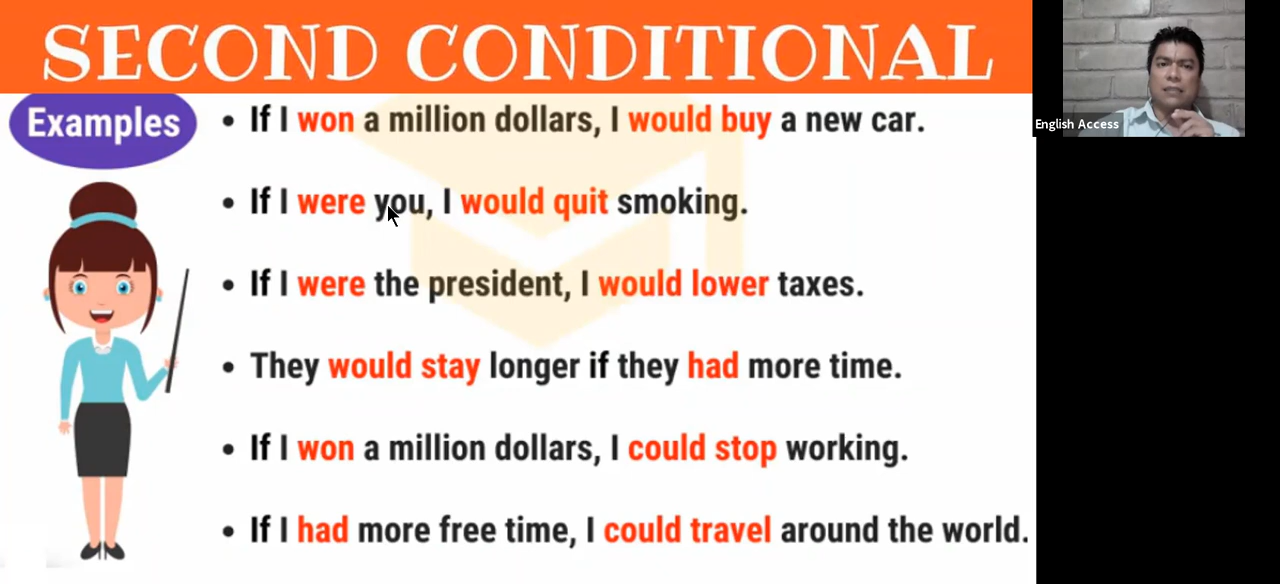 SECOND CONDITIONAL
Examples
• If I won a million dollars, I would buy a new car.
• If I were you, I would quit smoking.
• If I were the president, I would lower taxes.
• They would stay longer if they had more time.
• If I won a million dollars, I could stop working.
• If I had more free time, I could travel around the world.
English Access